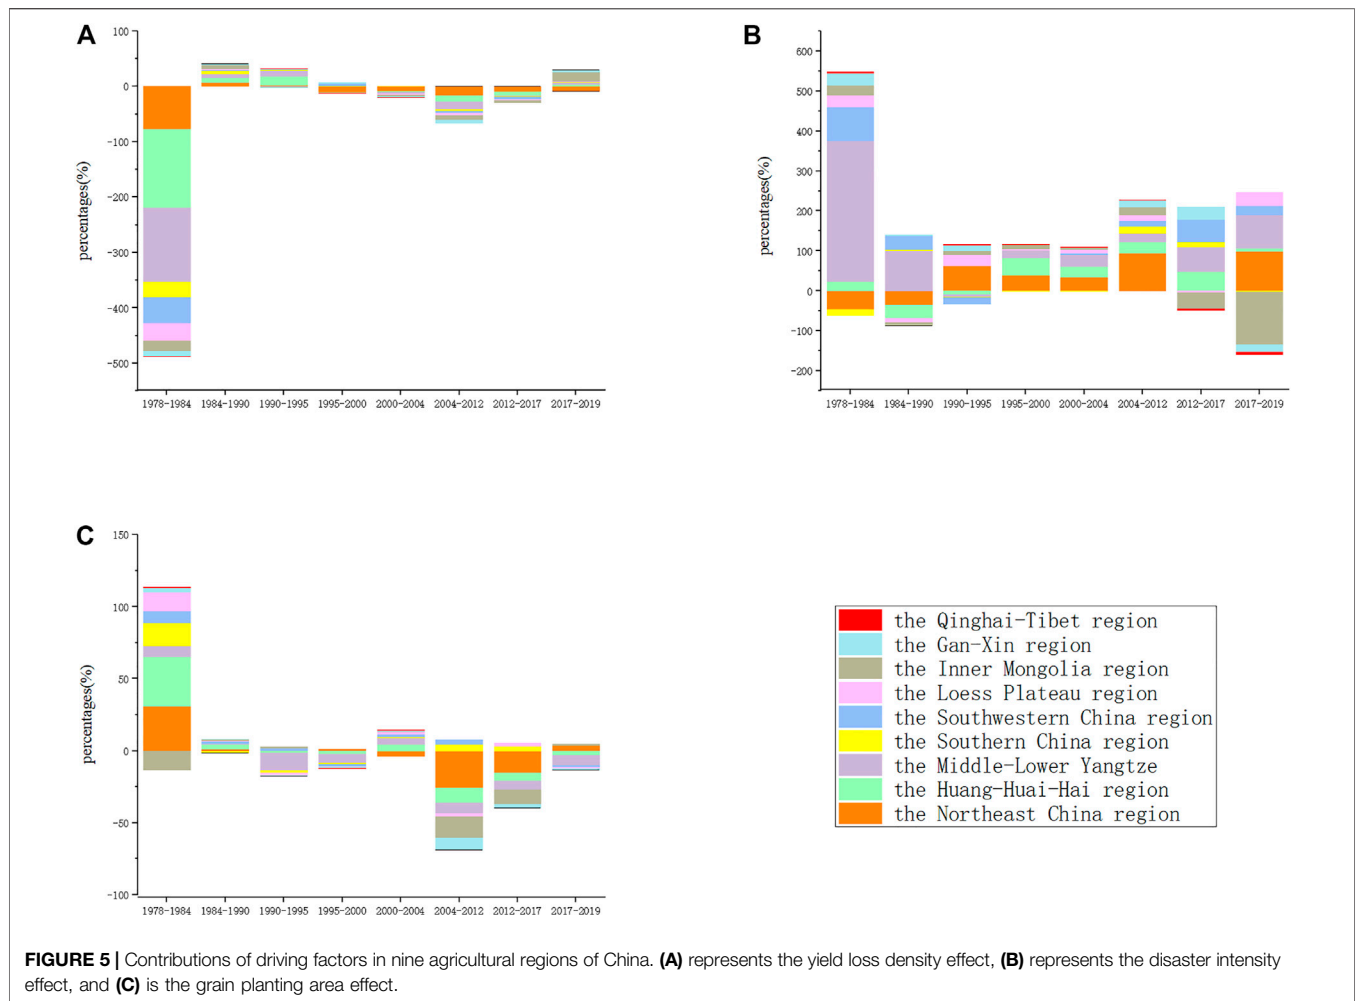 A
100
0
-100
-200
-300
-400
-500
percentages(%)
1978-1984 1984-1990 1990-1995 1995-2000 2000-2004 2004-2012 2012-2017 2017-2019
B
600
500
400
300
200
100
0
-100
-200
percentages(%)
1978-1984 1984-1990 1990-1995 1995-2000 2000-2004 2004-2012 2012-2017 2017-2019
C
150
100
50
0
-50
-100
percentages(%)
1978-1984 1984-1990 1990-1995 1995-2000 2000-2004 2004-2012 2012-2017 2017-2019
the Qinghai-Tibet region
the Gan-Xin region
the Inner Mongolia region
the Loess Plateau region
the Southwestern China region
the Southern China region
the Middle-Lower Yangtze
the Huang-Huai-Hai region
the Northeast China region
FIGURE 5 | Contributions of driving factors in nine agricultural regions of China. (A) represents the yield loss density effect, (B) represents the disaster intensity
effect, and (C) is the grain planting area effect.